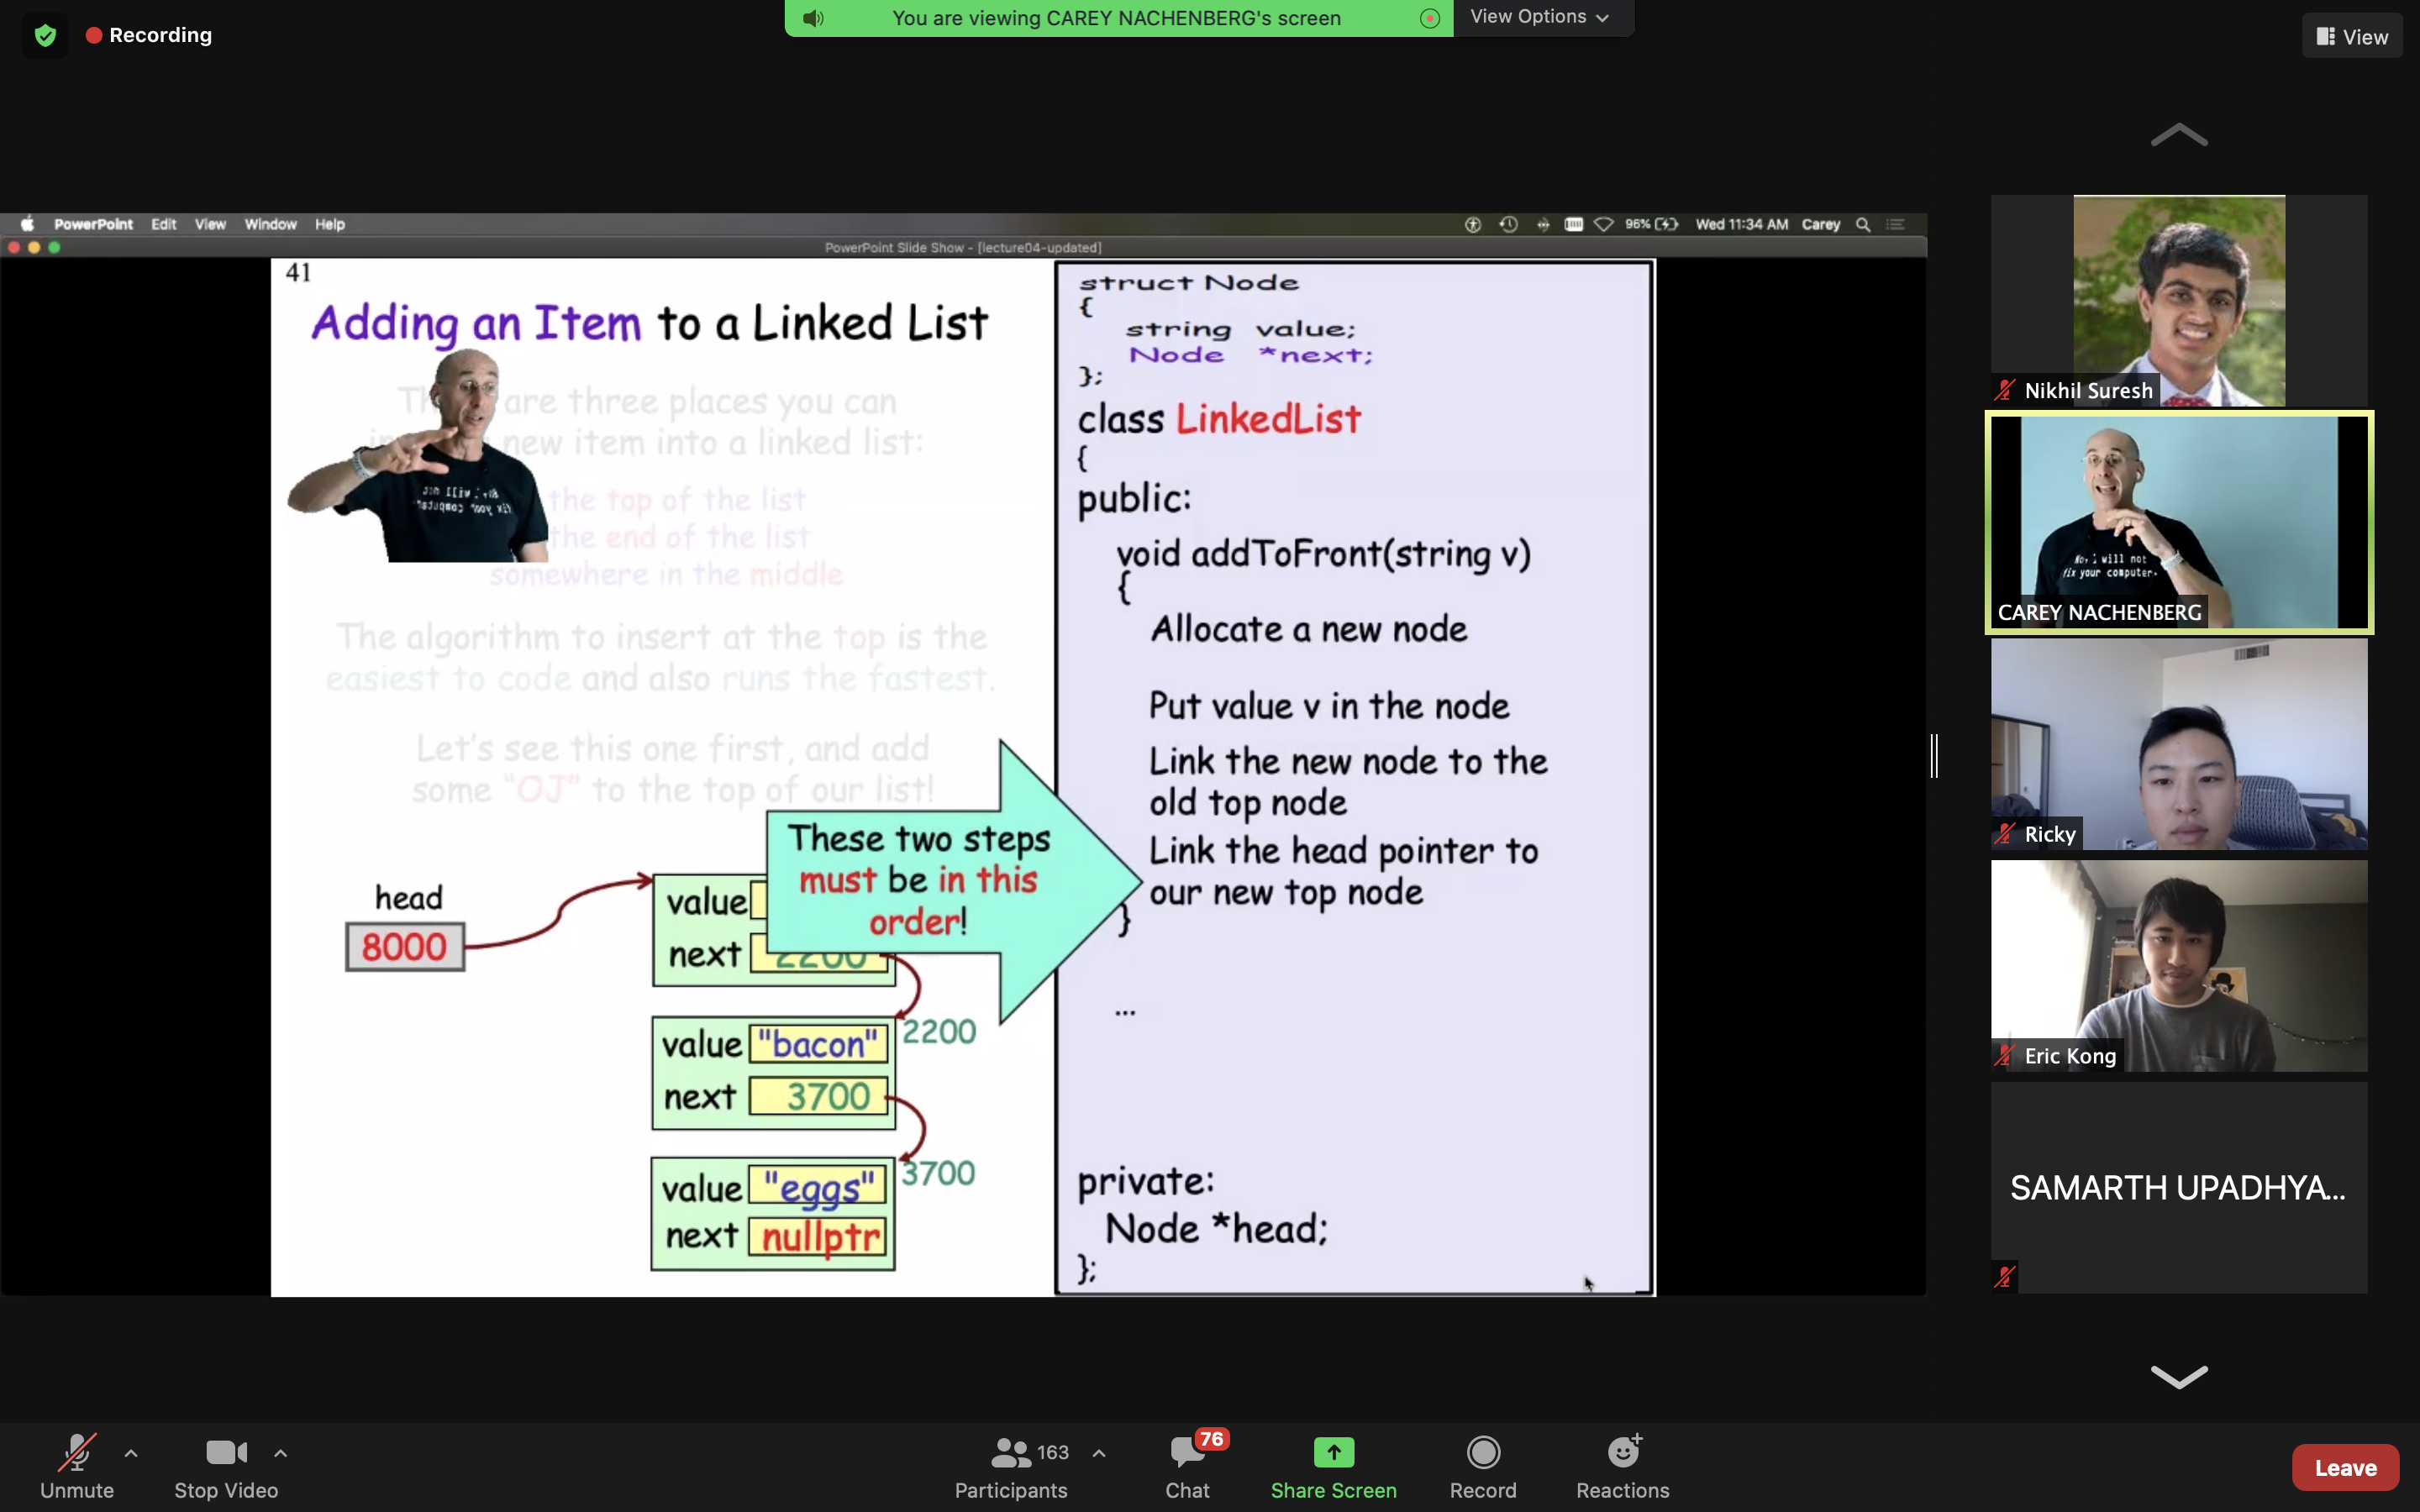 Recording
You are viewing CAREY NACHENBERG's screen
View Options
View
PowerPoint Edit View Window Help
96% Wed 11:34 AM Carey
PowerPoint Slide Show - [lecture04-updated]
41
Adding an Item to a Linked List
are three places you can
new item into a linked list:
the top of the list
the end of the list
somewhere in the middle
The algorithm to insert at the top is the
easiest to code and also runs the fastest.
Let's see this one first, and add
some "OJ" to the top of our list!
head
8000
value
next 2200
These two steps
must be in this
order!
2200
value "bacon"
next 3700
3700
value "eggs"
next nullptr
struct Node
{
string value;
Node *next;
};
class LinkedList
{
public:
void addToFront(string v)
{
Allocate a new node
Put value v in the node
Link the new node to the
old top node
Link the head pointer to
our new top node
}
...
private:
Node *head;
};
Nikhil Suresh
No, I will not
fix your computer.
CAREY NACHENBERG
Ricky
Eric Kong
SAMARTH UPADHYA...
Unmute
Stop Video
163
Participants
76
Chat
Share Screen
Record
Reactions
Leave